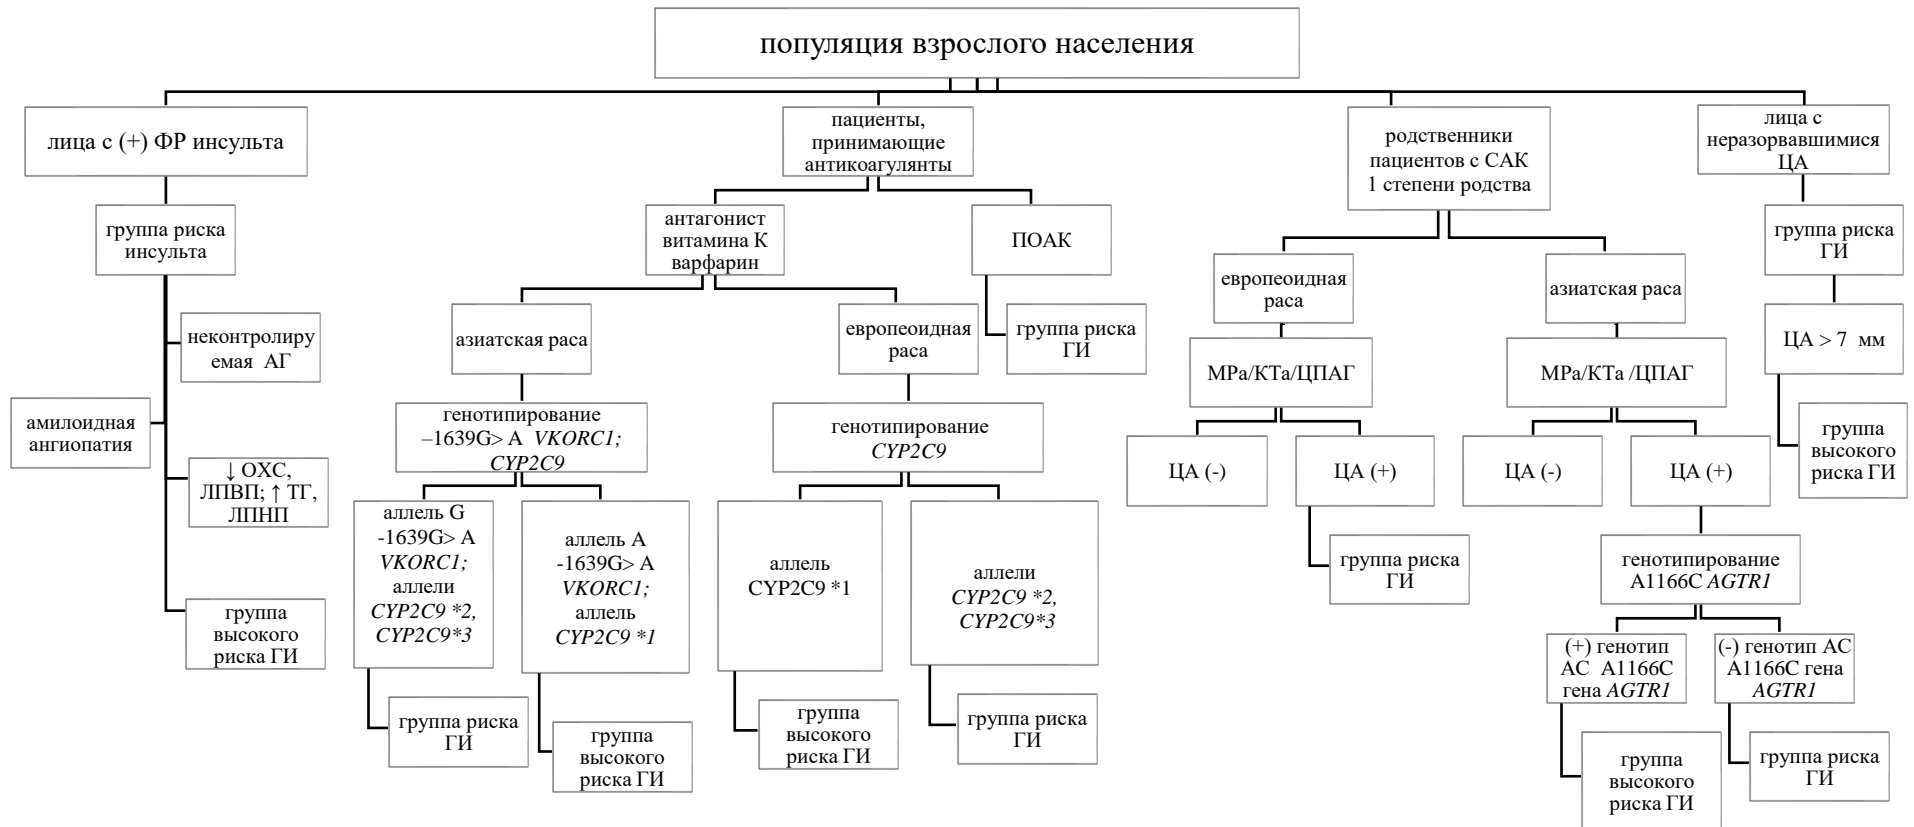 популяция взрослого населения
лица с (+) ФР инсульта
группа риска
инсульта
неконтролиру
емая АГ
амилоидная
ангиопатия
↓ ОХС,
ЛПВП; ↑ ТГ,
ЛПНП
группа
высокого
риска ГИ
пациенты,
принимающие
антикоагулянты
антагонист
витамина К
варфарин
ПОАК
группа риска
ГИ
азиатская раса
генотипирование
–1639G> A VKORC1;
CYP2C9
аллель G
-1639G> A
VKORC1;
аллели
CYP2C9 *2,
CYP2C9*3
группа риска
ГИ
аллель А
-1639G> A
VKORC1;
аллель
CYP2C9 *1
группа
высокого
риска ГИ
европеоидная
раса
генотипирование
CYP2C9
аллель
CYP2C9 *1
группа
высокого
риска ГИ
аллели
CYP2C9 *2,
CYP2C9*3
группа риска
ГИ
родственники
пациентов с САК
1 степени родства
европеоидная
раса
МРа/КТа/ЦПАГ
ЦА (-)
ЦА (+)
группа риска
ГИ
азиатская раса
МРа/КТа /ЦПАГ
ЦА (-)
ЦА (+)
генотипирование
A1166C AGTR1
(+) генотип
АС A1166C
гена AGTR1
группа
высокого
риска ГИ
(-) генотип АС
A1166C гена
AGTR1
группа риска
ГИ
лица с
неразорвавшимися
ЦА
группа риска
ГИ
ЦА > 7 мм
группа
высокого
риска ГИ